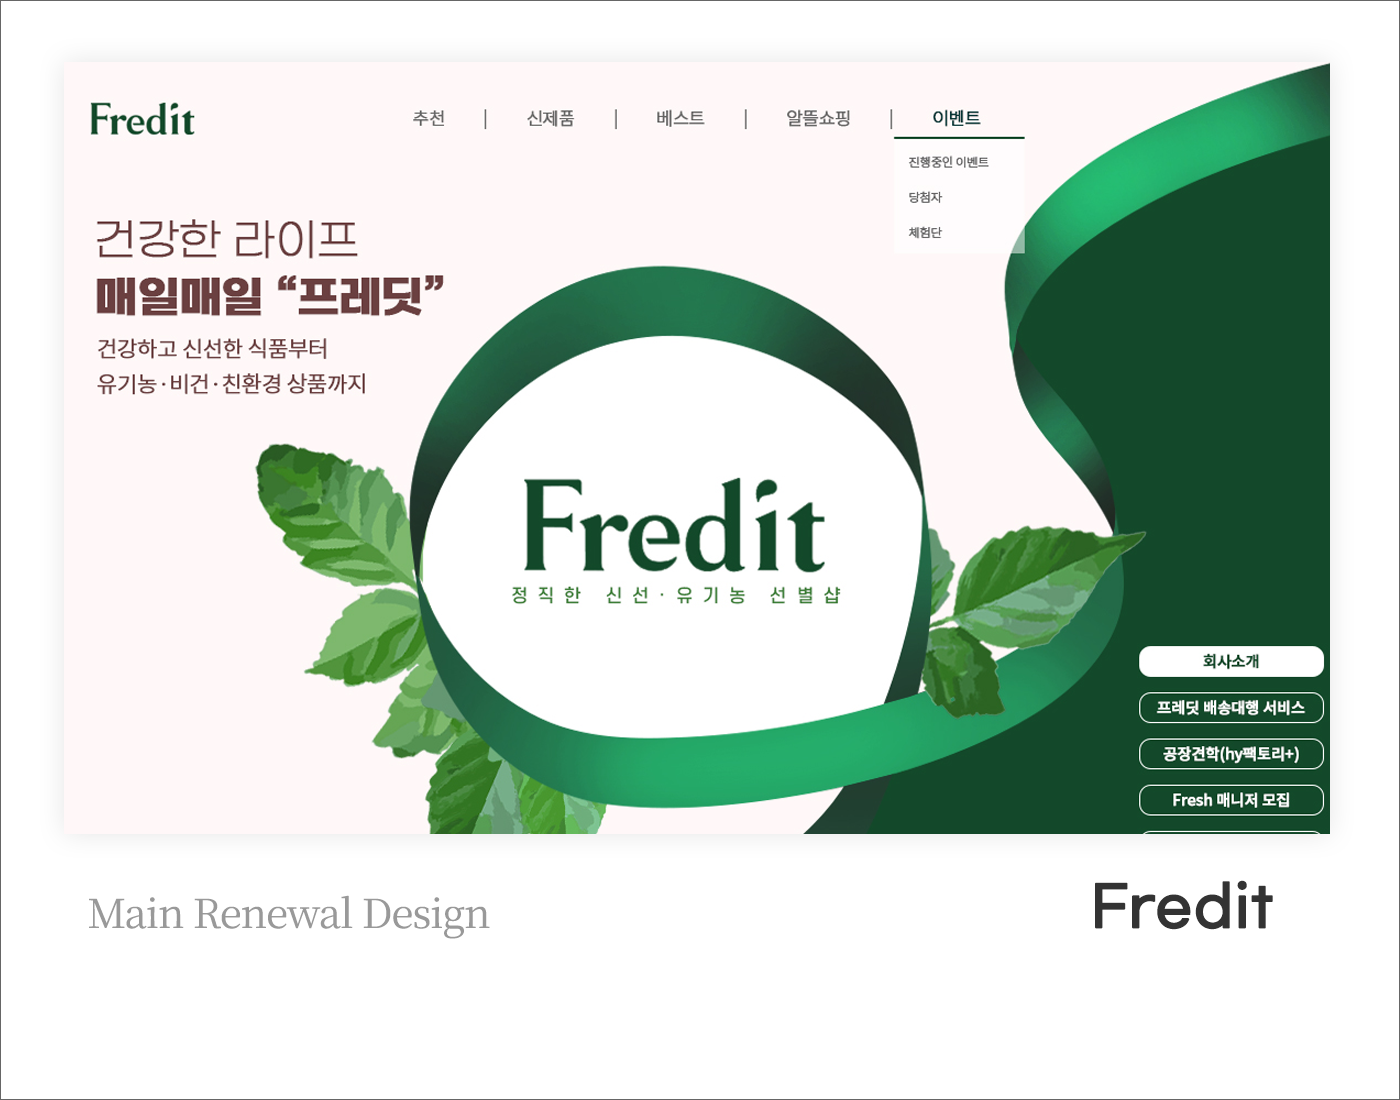 Fredit
추천 | 신제품 | 베스트 | 알뜰쇼핑 | 이벤트
진행중인 이벤트
당첨자
체험단
건강한 라이프
매일매일 “프레딧”
건강하고 신선한 식품부터
유기농·비건·친환경 상품까지
Fredit
정직한 신선·유기농 선별샵
회사소개
프레딧 배송대행 서비스
공장견학(hy팩토리+)
Fresh 매니저 모집
Main Renewal Design
Fredit